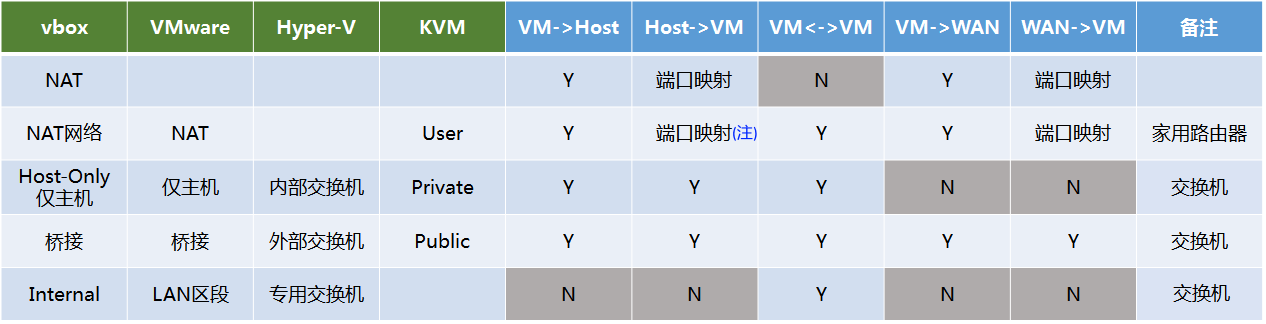 vbox VMware Hyper-V KVM VM->Host Host->VM VM<->VM VM->WAN WAN->VM 备注
NAT Y 端口映射 N Y 端口映射
NAT网络 NAT User Y 端口映射(注) Y Y 端口映射 家用路由器
Host-Only
仅主机 仅主机 内部交换机 Private Y Y Y N N 交换机
桥接 桥接 外部交换机 Public Y Y Y Y Y 交换机
Internal LAN区段 专用交换机 N N Y N N 交换机